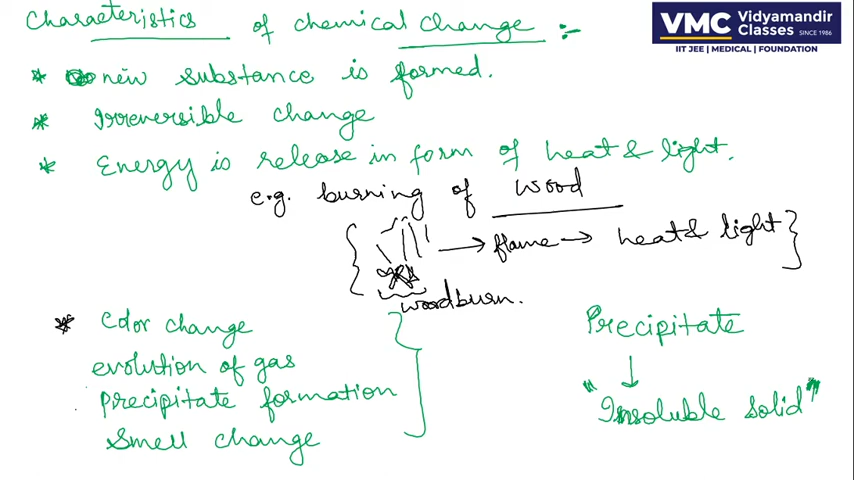 Characteristics of chemical change :-
VMC Vidyamandir Classes SINCE 1986
IIT JEE | MEDICAL | FOUNDATION
* new substance is formed.
* Irreversible change
* Energy is release in form of heat & light.
e.g. burning of wood
flame → heat & light
wood burn.
* Color change
evolution of gas
precipitate formation
smell change
Precipitate
↓
"Insoluble solid"